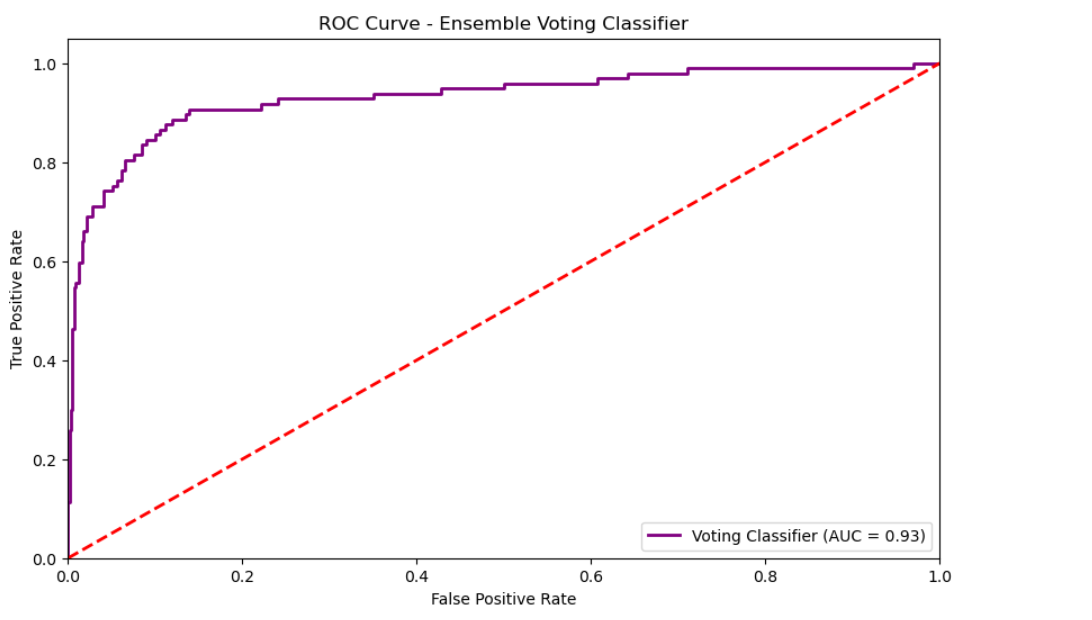 ROC Curve - Ensemble Voting Classifier
1.0
0.8
0.6
0.4
0.2
0.0
True Positive Rate
Voting Classifier (AUC = 0.93)
0.0 0.2 0.4 0.6 0.8 1.0
False Positive Rate